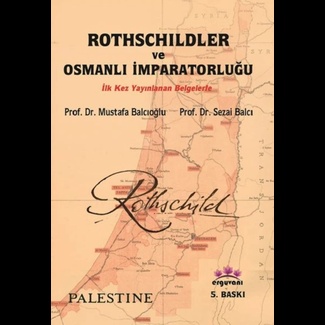 ROTHSCHILDLER
ve
OSMANLI İMPARATORLUĞU
İlk Kez Yayınlanan Belgelerle
Prof. Dr. Mustafa Balcıoğlu Prof. Dr. Sezai Balcı
Rothschild
erguvani
5. BASKI
PALESTINE